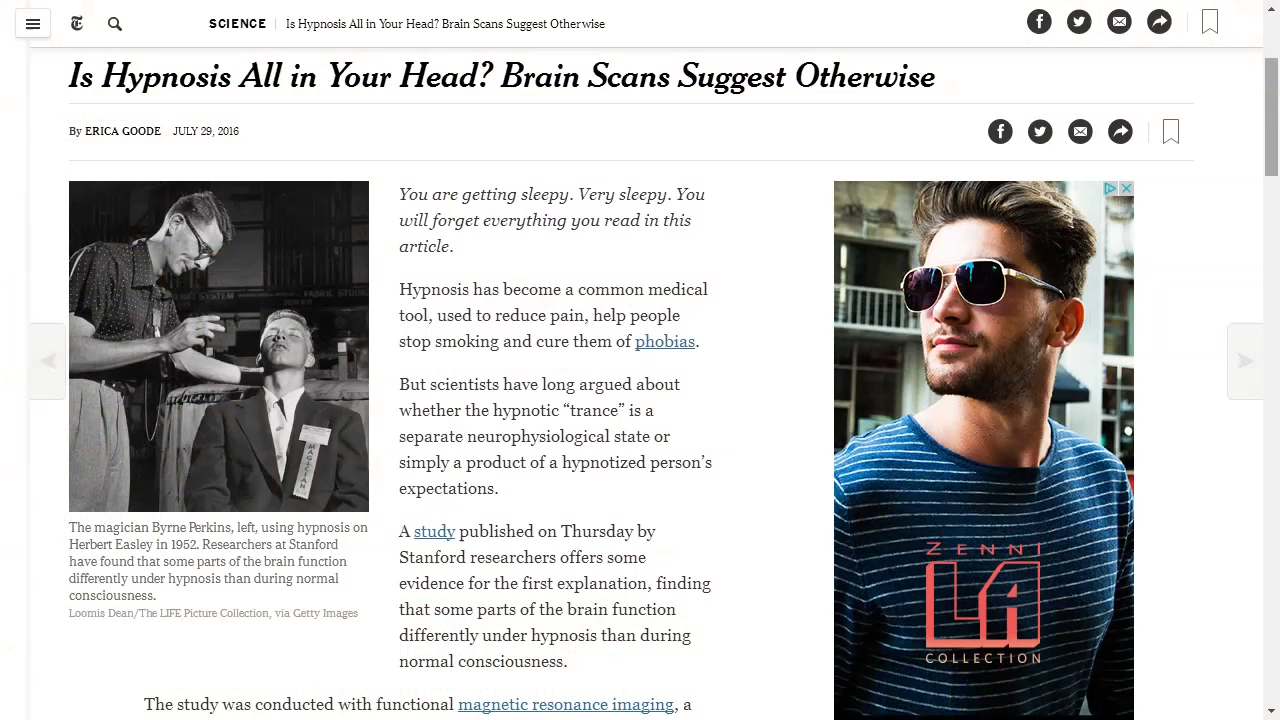 SCIENCE Is Hypnosis All in Your Head? Brain Scans Suggest Otherwise
Is Hypnosis All in Your Head? Brain Scans Suggest Otherwise
By ERICA GOODE JULY 29, 2016
You are getting sleepy. Very sleepy. You
will forget everything you read in this
article.
Hypnosis has become a common medical
tool, used to reduce pain, help people
stop smoking and cure them of phobias.
But scientists have long argued about
whether the hypnotic “trance” is a
separate neurophysiological state or
simply a product of a hypnotized person’s
expectations.
A study published on Thursday by
Stanford researchers offers some
evidence for the first explanation, finding
that some parts of the brain function
differently under hypnosis than during
normal consciousness.
The magician Byrne Perkins, left, using hypnosis on
Herbert Easley in 1952. Researchers at Stanford
have found that some parts of the brain function
differently under hypnosis than during normal
consciousness.
Loomis Dean/The LIFE Picture Collection, via Getty Images
The study was conducted with functional magnetic resonance imaging, a
MAGICIAN
ZENNI
LA
COLLECTION